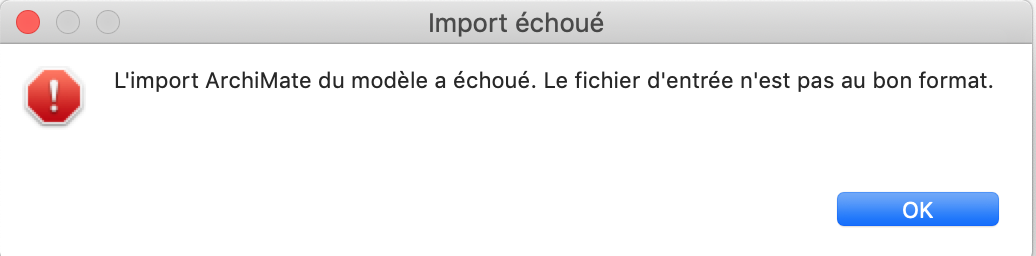 Import échoué
L'import ArchiMate du modèle a échoué. Le fichier d'entrée n'est pas au bon format.
OK